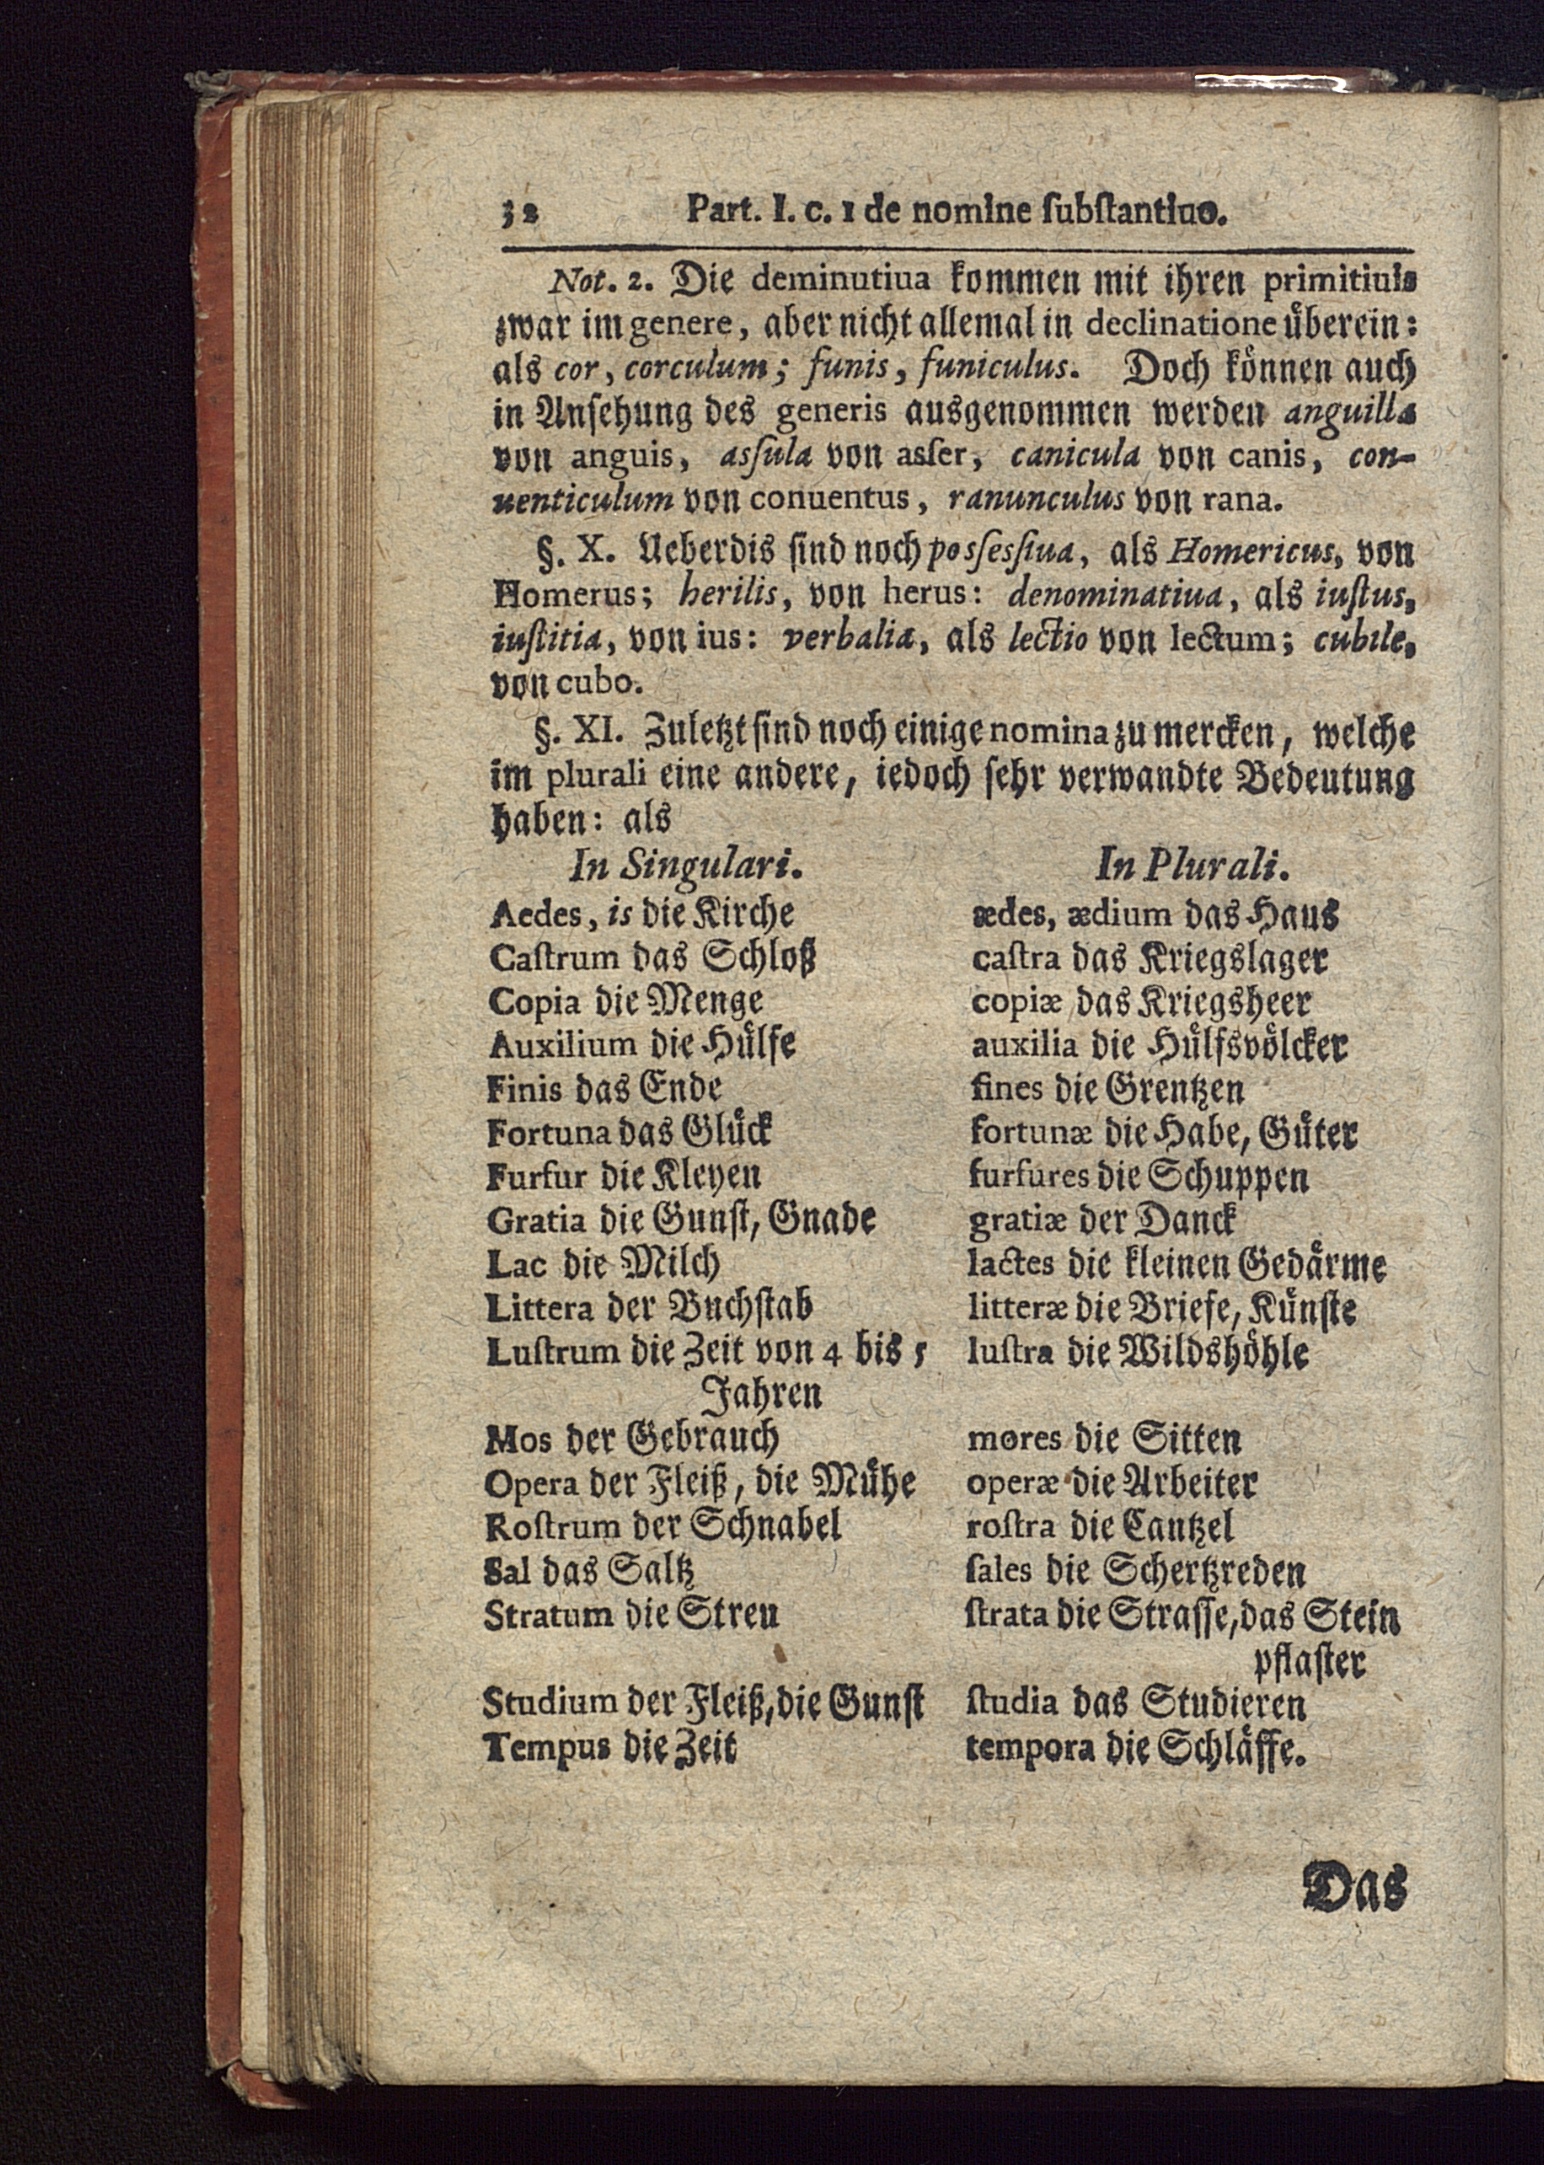 32 Part. I. c. 1 de nomine ſubſtantiuo.
Not. 2. Die deminutiua kommen mit ihren primitiuis
zwar im genere, aber nicht allemal in declinatione überein:
als cor, corculum; funis, funiculus. Doch können auch
in Anſehung des generis ausgenommen werden anguilla
von anguis, asſula von asſer, canicula von canis, con-
uenticulum von conuentus, ranunculus von rana.
§. X. Ueberdis ſind noch posſesſiua, als Homericus, von
Homerus; herilis, von herus: denominatiua, als iuſtus,
iuſtitia, von ius: verbalia, als lectio von lectum; cubile,
von cubo.
§. XI. Zuletzt ſind noch einige nomina zu mercken, welche
im plurali eine andere, iedoch ſehr verwandte Bedeutung
haben: als
In Singulari. In Plurali.
Aedes, is die Kirche ædes, ædium das Haus
Caſtrum das Schloß caſtra das Kriegslager
Copia die Menge copiæ das Kriegsheer
Auxilium die Hülfe auxilia die Hülfsvölcker
Finis das Ende fines die Grentzen
Fortuna das Glück fortunæ die Habe, Güter
Furfur die Kleyen furfures die Schuppen
Gratia die Gunſt, Gnade gratiæ der Danck
Lac die Milch lactes die kleinen Gedärme
Littera der Buchſtab litteræ die Briefe, Künſte
Luſtrum die Zeit von 4 bis 5 luſtra die Wildshöhle
Jahren
Mos der Gebrauch mores die Sitten
Opera der Fleiß, die Mühe operæ die Arbeiter
Roſtrum der Schnabel roſtra die Cantzel
Sal das Saltz ſales die Schertzreden
Stratum die Streu ſtrata die Straſſe, das Stein
pflaſter
Studium der Fleiß, die Gunſt ſtudia das Studieren
Tempus die Zeit tempora die Schläffe.
Das